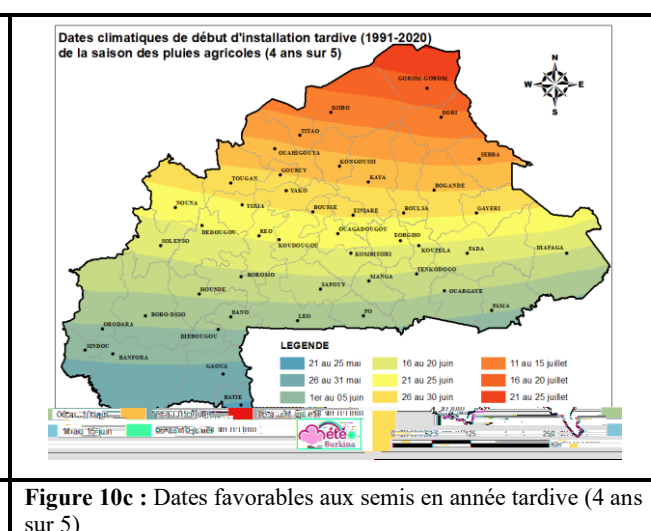 Dates climatiques de début d'installation tardive (1991-2020)
de la saison des pluies agricoles (4 ans sur 5)
N
W E
S
GOROM-GOROM
DJIBO
DORI
TITAO
OUAHIGOUYA
KONGOUSSI
SEBBA
GOURCY
TOUGAN
KAYA
YAKO
BOGANDE
NOUNA
TOMA
BOUSSE
ZINIARE
BOULSA
GAYERI
DEDOUGOU
REO
OUAGADOUGOU
ZORGHO
SOLENSO
KOUDOUGOU
KOMBISSIRI
KOUPELA
FADA
DIAPAGA
BOROMO
MANGA
TENKODOGO
HOUNDE
SAPOUY
OUARGAYE
BOBO-DSSO
DANO
LEO
PO
PAMA
ORODARA
DIEBOUGOU
SINDOU
BANFORA
GAOUA
BATIE
LEGENDE
21 au 25 mai
16 au 20 juin
11 au 15 juillet
26 au 31 mai
21 au 25 juin
16 au 20 juillet
1er au 05 juin
26 au 30 juin
21 au 25 juillet
météo
Burkina
Figure 10c : Dates favorables aux semis en année tardive (4 ans
sur 5)